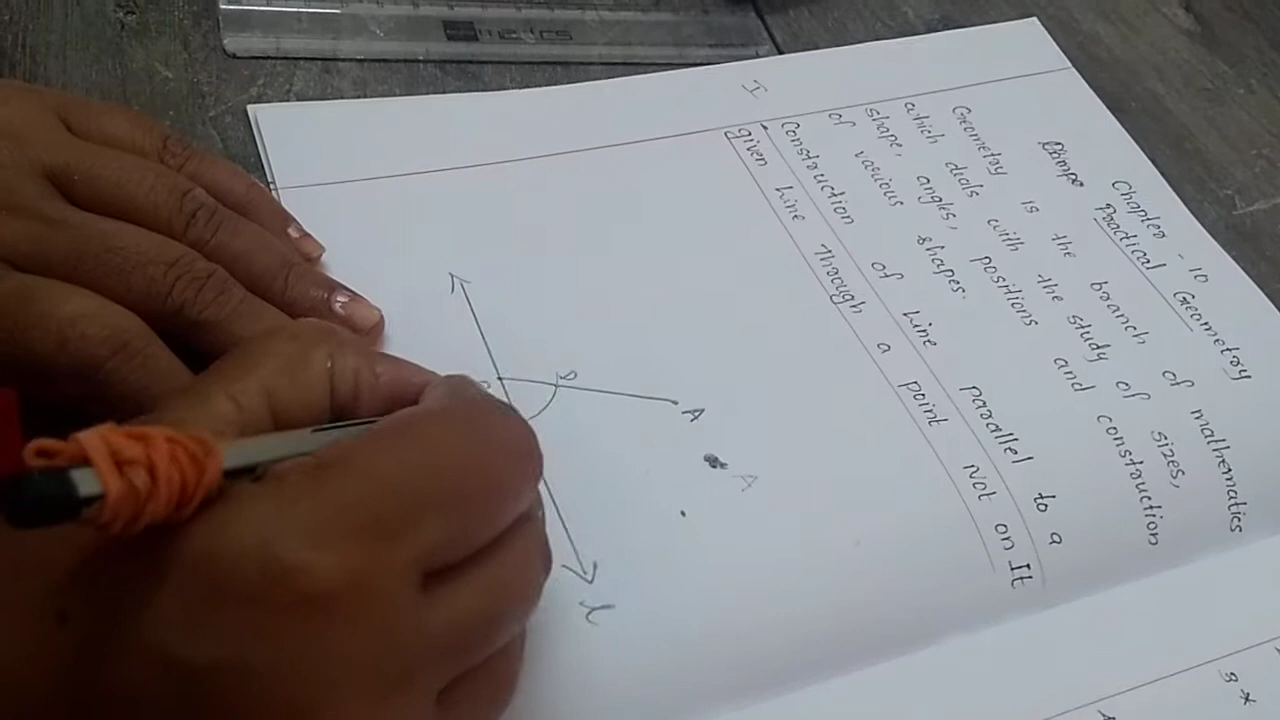 Chapter - 10
Practical Geometry
Geometry is the branch of mathematics
which deals with the study of sizes,
shape, angles, positions and construction
of various shapes.
I
Construction of Line parallel to a
given Line Through a point Not on It
A
A
D
l
3 *